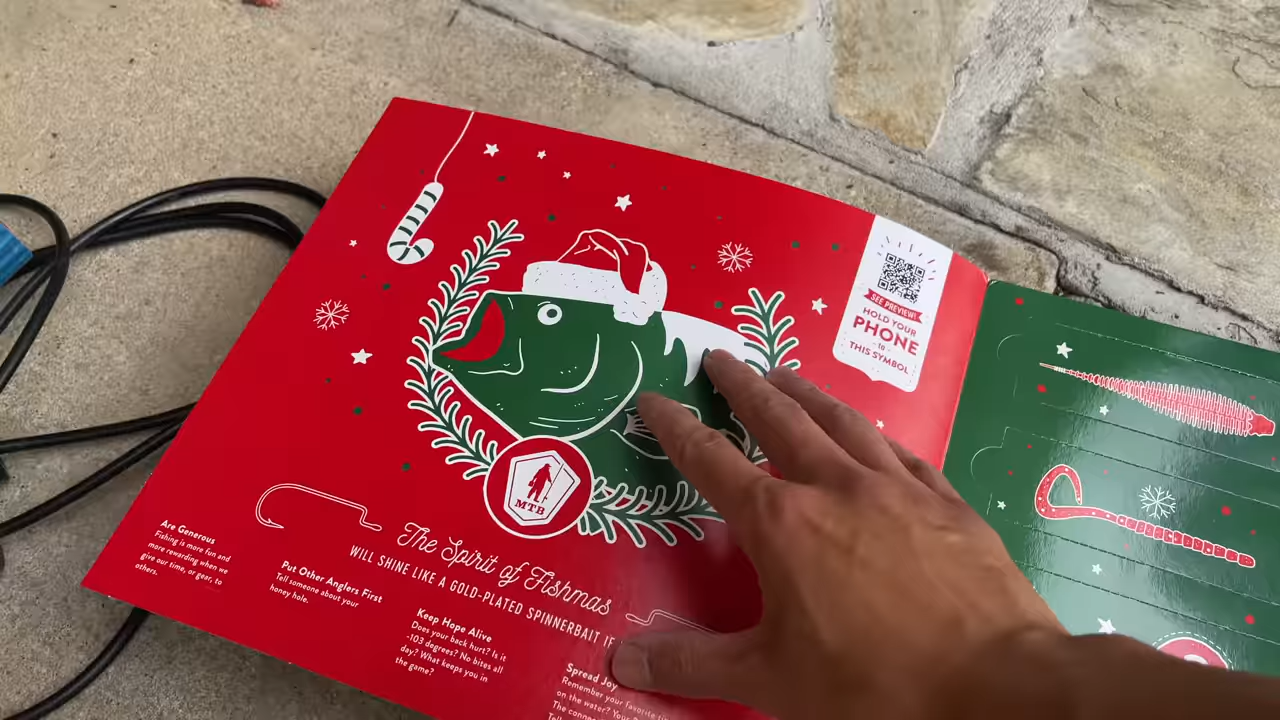 SEE PREVIEW!
HOLD YOUR
PHONE
to
THIS SYMBOL
MTB
The Spirit of Fishmas
WILL SHINE LIKE A GOLD-PLATED SPINNERBAIT IF
Are Generous
Fishing is more fun and
more rewarding when we
give our time, or gear, to
others.
Put Other Anglers First
Tell someone about your
honey hole.
Keep Hope Alive
Does your back hurt? Is it
-103 degrees? No bites all
day? What keeps you in
the game?
Spread Joy
Remember your favorite
on the water? Your
The